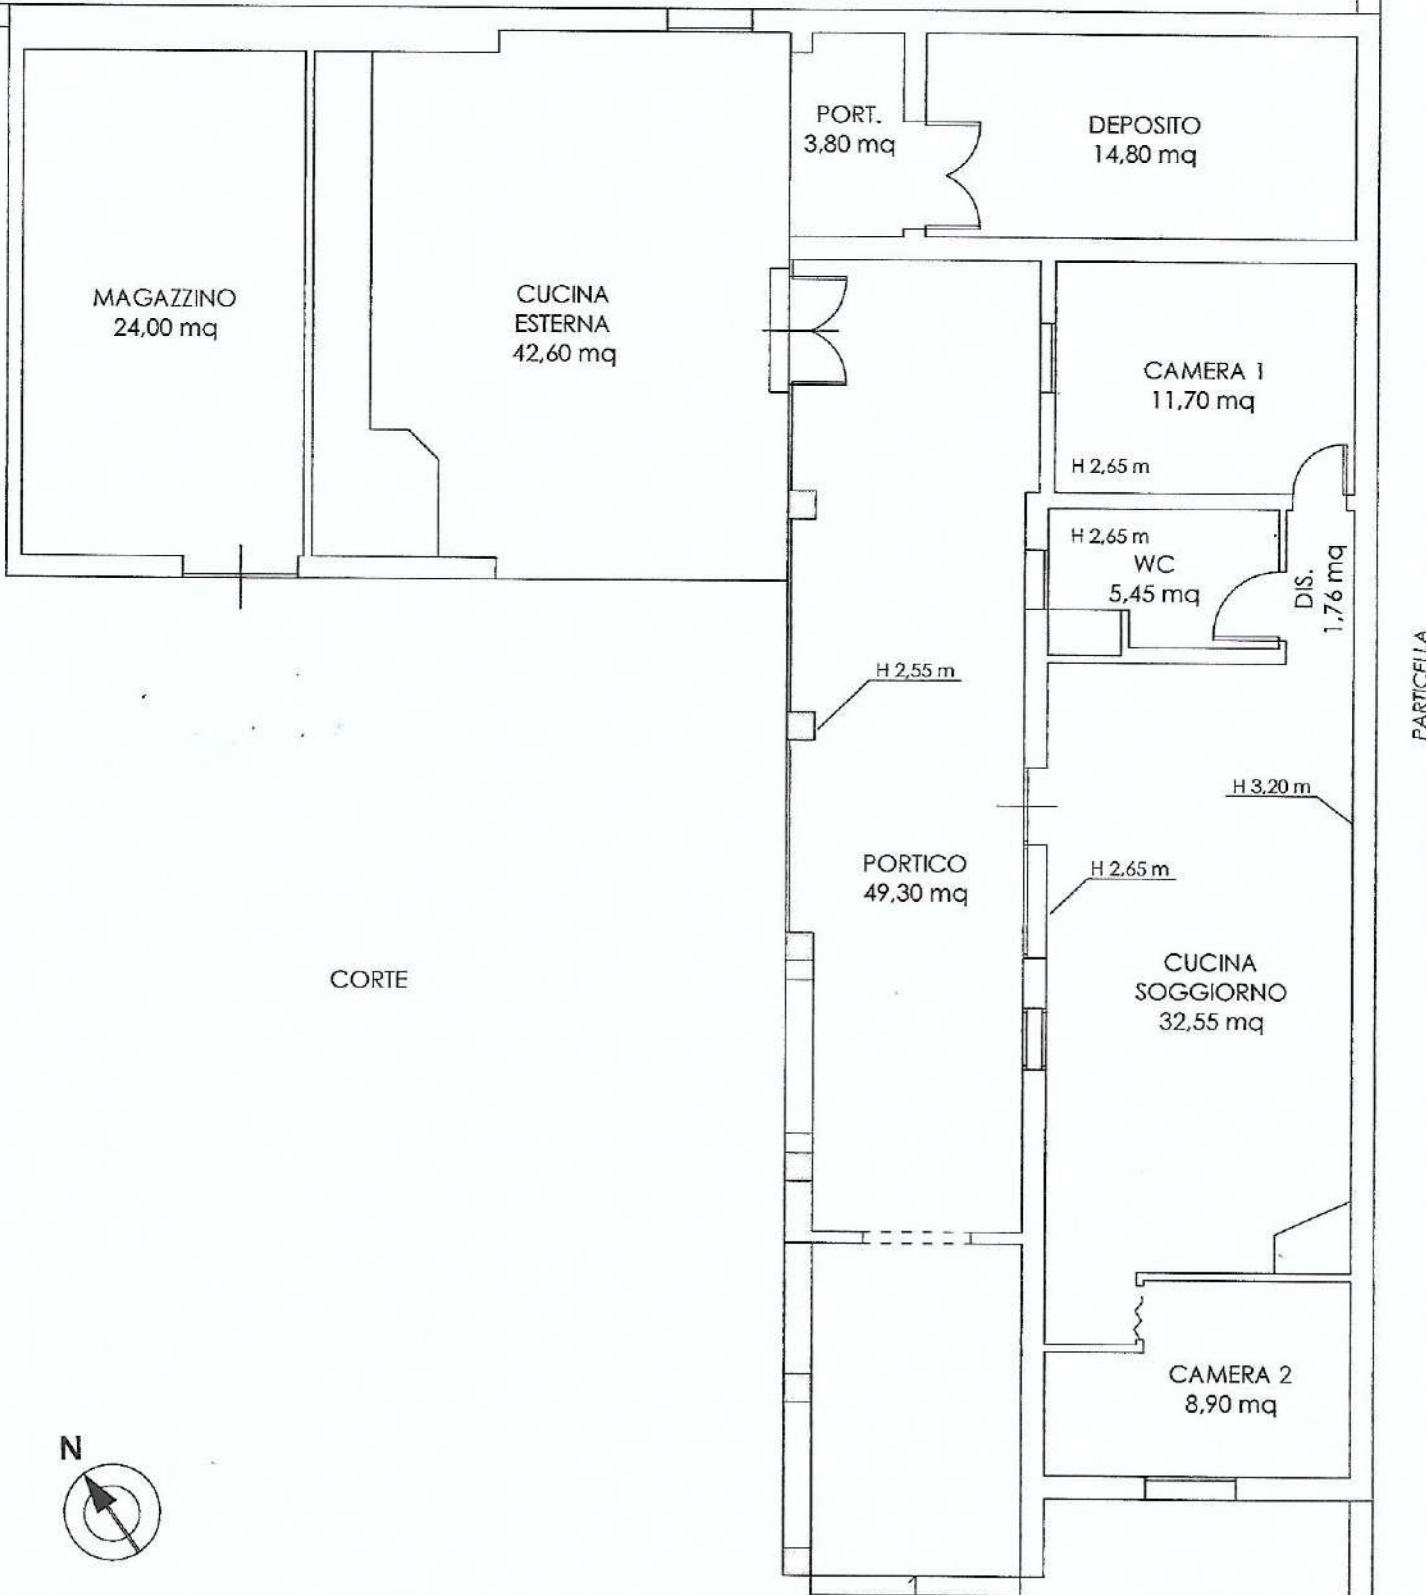 PORT.
3,80 mq
DEPOSITO
14,80 mq
MAGAZZINO
24,00 mq
CUCINA
ESTERNA
42,60 mq
CAMERA 1
11,70 mq
H 2,65 m
H 2,65 m
WC
5,45 mq
DIS.
1,76 mq
PARTICELLA
H 2,55 m
H 3,20 m
PORTICO
49,30 mq
H 2,65 m
CORTE
CUCINA
SOGGIORNO
32,55 mq
CAMERA 2
8,90 mq
N